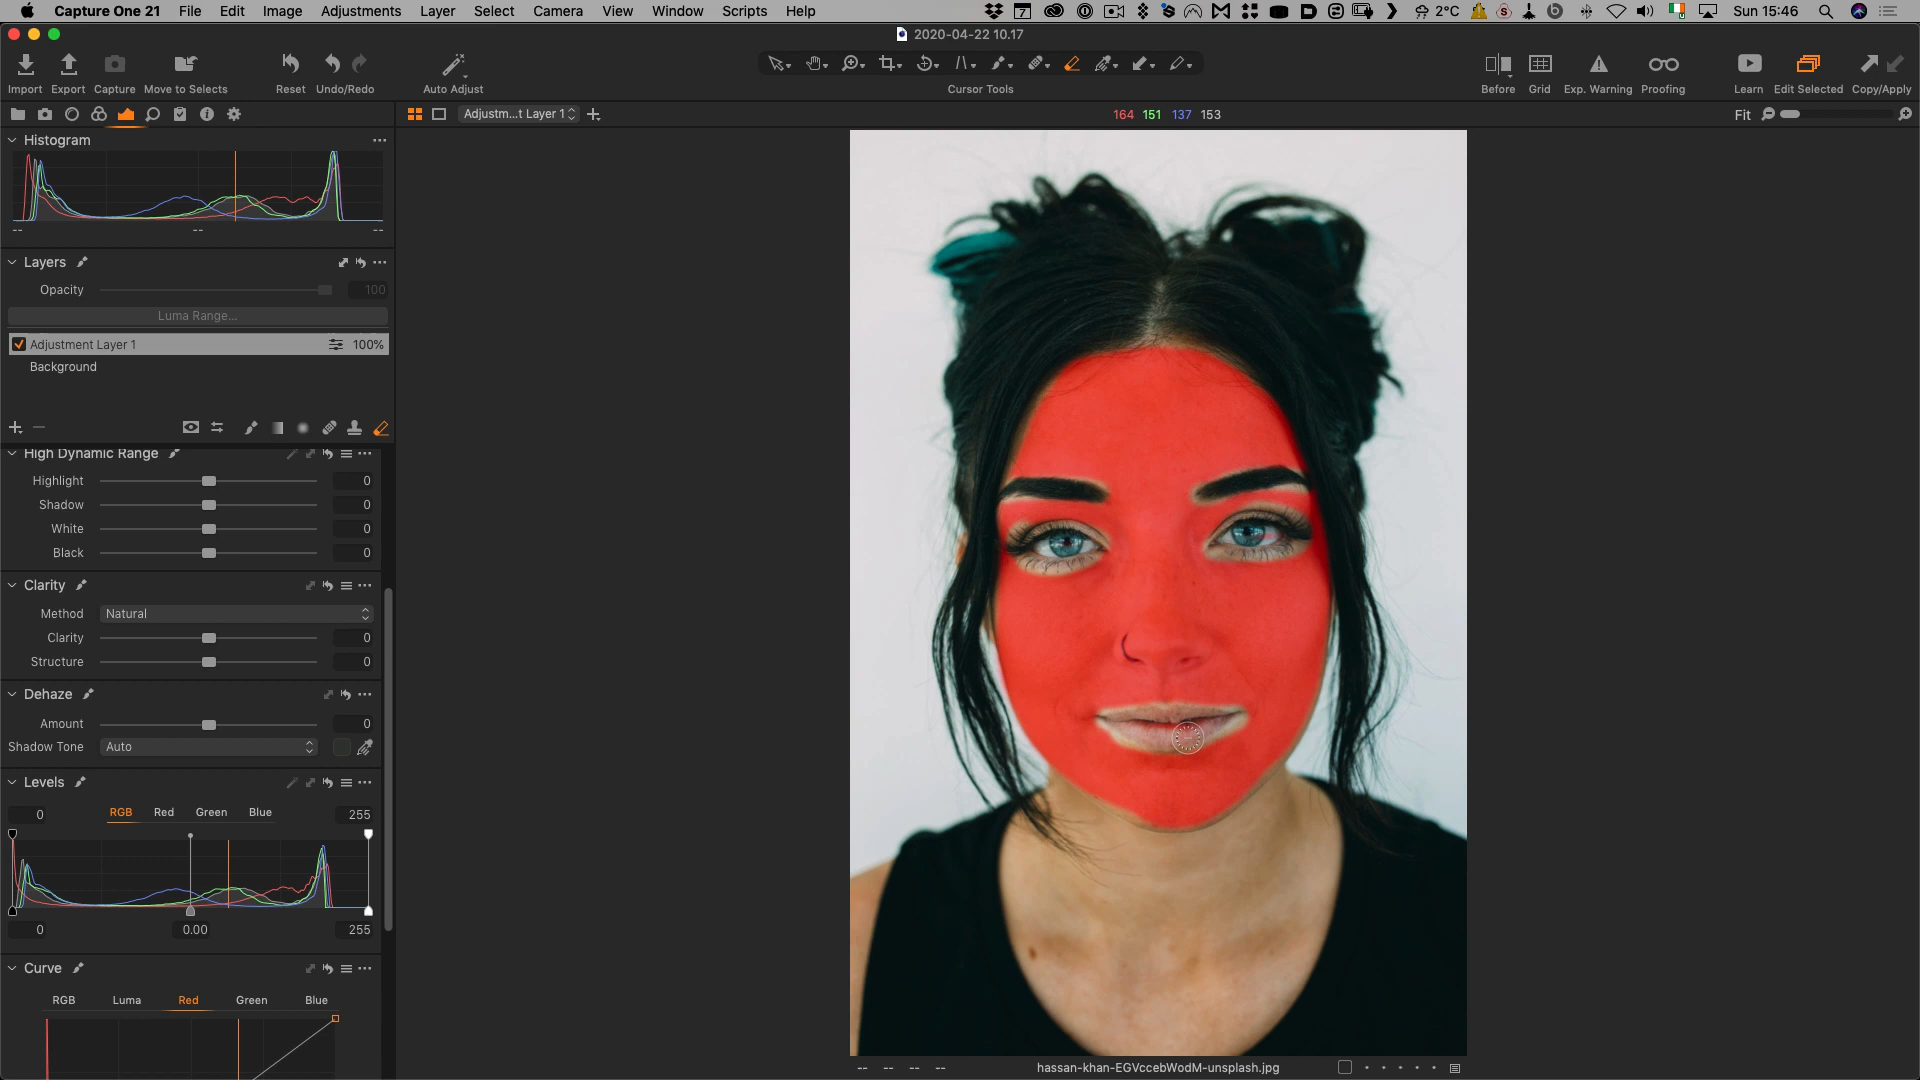 Capture One 21 File Edit Image Adjustments Layer Select Camera View Window Scripts Help 7 2°C Sun 15:46
2020-04-22 10.17
Import Export Capture Move to Selects Reset Undo/Redo Auto Adjust Cursor Tools Before Grid Exp. Warning Proofing Learn Edit Selected Copy/Apply
Adjustm...t Layer 1 164 151 137 153 Fit
Histogram
-- -- --
Layers
Opacity 100
Luma Range...
Adjustment Layer 1 100%
Background
High Dynamic Range
Highlight 0
Shadow 0
White 0
Black 0
Clarity
Method Natural
Clarity 0
Structure 0
Dehaze
Amount 0
Shadow Tone Auto
Levels
0 RGB Red Green Blue 255
0 0.00 255
Curve
RGB Luma Red Green Blue
-- -- -- -- hassan-khan-EGVccebWodM-unsplash.jpg